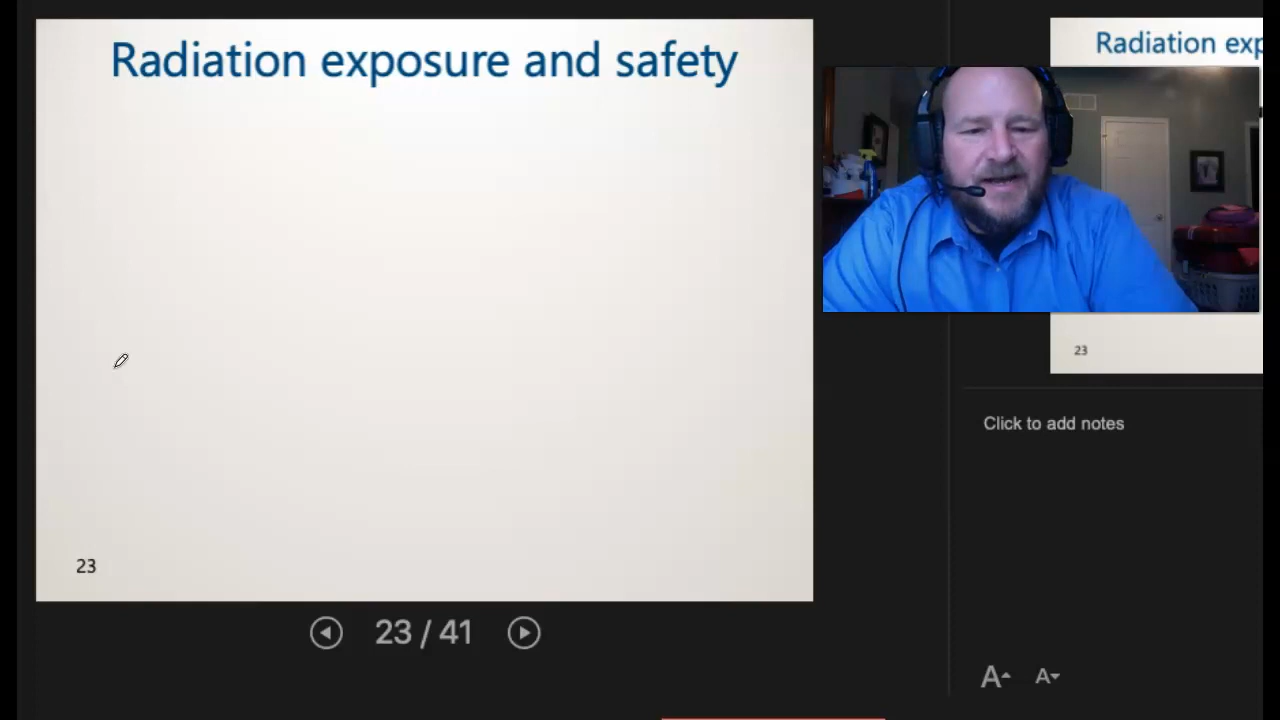 Radiation exposure and safety
23
23 / 41
Radiation exp
23
Click to add notes
A
A